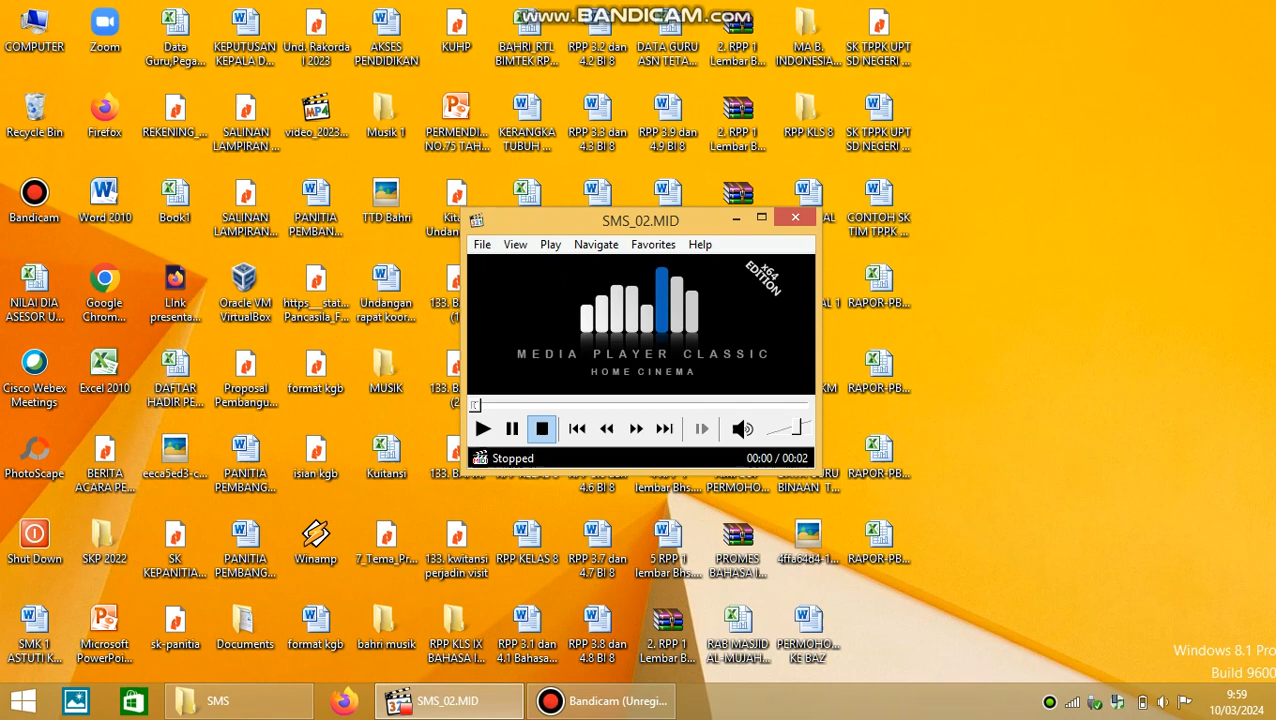 www.BANDICAM.com
COMPUTER
Zoom
Data
Guru,Pega...
KEPUTUSAN
KEPALA D...
Und. Rakorda
I 2023
AKSES
PENDIDIKAN
KUHP
BAHRI_RTL
BIMTEK RP...
RPP 3.2 dan
4.2 BI 8
DATA GURU
ASN TETA...
2. RPP 1
Lembar B...
MA B.
INDONESIA...
SK TPPK UPT
SD NEGERI ...
Recycle Bin
Firefox
REKENING_...
SALINAN
LAMPIRAN ...
video_2023...
Musik 1
PERMENDI...
NO.75 TAH...
KERANGKA
TUBUH ...
RPP 3.3 dan
4.3 BI 8
RPP 3.9 dan
4.9 BI 8
2. RPP 1
Lembar B...
RPP KLS 8
SK TPPK UPT
SD NEGERI ...
Bandicam
Word 2010
Book1
SALINAN
LAMPIRAN...
PANITIA
PEMBAN...
TTD Bahri
CONTOH SK
TIM TPPK ...
SMS_02.MID
File View Play Navigate Favorites Help
x64
EDITION
MEDIA PLAYER CLASSIC
HOME CINEMA
Stopped
00:00 / 00:02
NILAI DIA
ASESOR U...
Google
Chrom...
LInk
presenta...
Oracle VM
VirtualBox
https___stat...
Pancasila_F...
Undangan
rapat koor...
RAPOR-PB...
Cisco Webex
Meetings
Excel 2010
DAFTAR
HADIR PE...
Proposal
Pembangu...
format kgb
MUSIK
RAPOR-PB...
PhotoScape
BERITA
ACARA PE...
eeca5ed3-c...
PANITIA
PEMBANG...
isian kgb
Kuitansi
4.6 BI 8
lembar Bhs....
PERMOHO...
BINAAN T...
RAPOR-PB...
Shut Down
SKP 2022
SK
KEPANITIA...
PANITIA
PEMBANG...
Winamp
7_Tema_Pr...
133. kwitansi
perjadin visit
RPP KELAS 8
RPP 3.7 dan
4.7 BI 8
5 RPP 1
lembar Bhs....
PROMES
BAHASA I...
4ffa64d4-1...
RAPOR-PB...
SMK 1
ASTUTI K...
Microsoft
PowerPoi...
sk-panitia
Documents
format kgb
bahri musik
RPP KLS IX
BAHASA I...
RPP 3.1 dan
4.1 Bahasa...
RPP 3.8 dan
4.8 BI 8
2. RPP 1
Lembar B...
RAB MASJID
AL-MUJAH...
PERMOHO...
KE BAZ
Windows 8.1 Pro
Build 9600
SMS
SMS_02.MID
Bandicam (Unregi...
9:59
10/03/2024